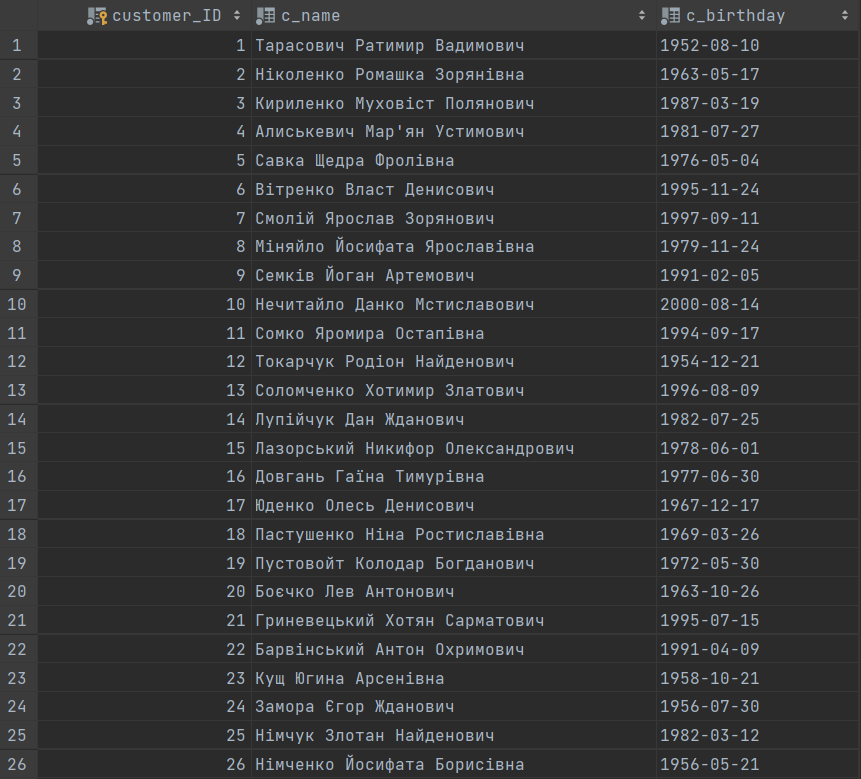 customer_ID c_name c_birthday
1 1 Тарасович Ратимир Вадимович 1952-08-10
2 2 Ніколенко Ромашка Зорянівна 1963-05-17
3 3 Кириленко Муховіст Полянович 1987-03-19
4 4 Алиськевич Мар'ян Устимович 1981-07-27
5 5 Савка Щедра Фролівна 1976-05-04
6 6 Вітренко Власт Денисович 1995-11-24
7 7 Смолій Ярослав Зорянович 1997-09-11
8 8 Міняйло Йосифата Ярославівна 1979-11-24
9 9 Семків Йоган Артемович 1991-02-05
10 10 Нечитайло Данко Мстиславович 2000-08-14
11 11 Сомко Яромира Остапівна 1994-09-17
12 12 Токарчук Родіон Найденович 1954-12-21
13 13 Соломченко Хотимир Златович 1996-08-09
14 14 Лупійчук Дан Жданович 1982-07-25
15 15 Лазорський Никифор Олександрович 1978-06-01
16 16 Довгань Гаїна Тимурівна 1977-06-30
17 17 Юденко Олесь Денисович 1967-12-17
18 18 Пастушенко Ніна Ростиславівна 1969-03-26
19 19 Пустовойт Колодар Богданович 1972-05-30
20 20 Боєчко Лев Антонович 1963-10-26
21 21 Гриневецький Хотян Сарматович 1995-07-15
22 22 Барвінський Антон Охримович 1991-04-09
23 23 Кущ Югина Арсенівна 1958-10-21
24 24 Замора Єгор Жданович 1956-07-30
25 25 Німчук Злотан Найденович 1982-03-12
26 26 Німченко Йосифата Борисівна 1956-05-21